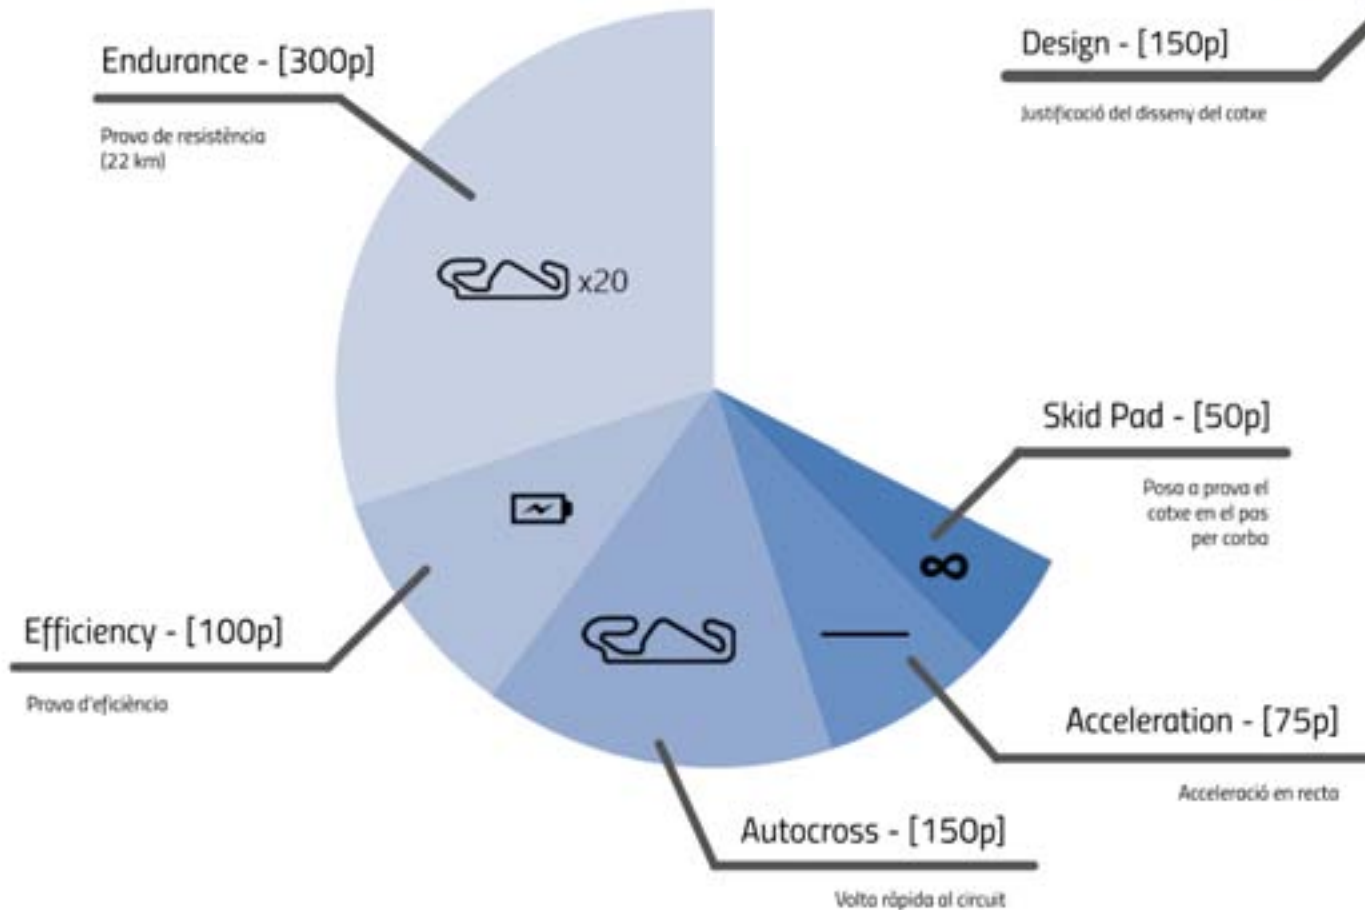 Endurance - [300p]
Prova de resistència
(22 km)
x20
Design - [150p]
Justificació del disseny del cotxe
Skid Pad - [50p]
Posa a prova el
cotxe en el pas
per corba
Efficiency - [100p]
Prova d'eficiència
Acceleration - [75p]
Acceleració en recta
Autocross - [150p]
Volta ràpida al circuit